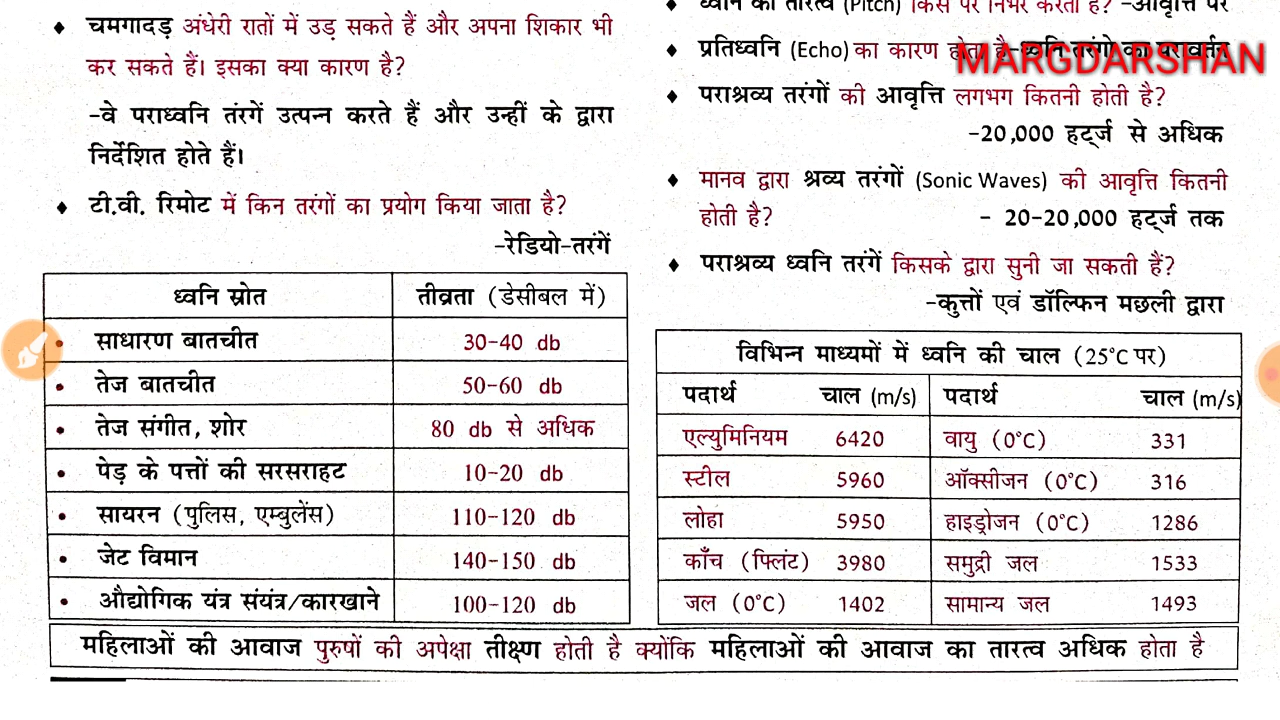 चमगादड़ अंधेरी रातों में उड़ सकते हैं और अपना शिकार भी
कर सकते हैं। इसका क्या कारण है?
-वे पराध्वनि तरंगें उत्पन्न करते हैं और उन्हीं के द्वारा
निर्देशित होते हैं।
टी.वी. रिमोट में किन तरंगों का प्रयोग किया जाता है?
-रेडियो-तरंगें
ध्वनि स्रोत तीव्रता (डेसीबल में)
साधारण बातचीत 30-40 db
तेज बातचीत 50-60 db
तेज संगीत, शोर 80 db से अधिक
पेड़ के पत्तों की सरसराहट 10-20 db
सायरन (पुलिस, एम्बुलेंस) 110-120 db
जेट विमान 140-150 db
औद्योगिक यंत्र संयंत्र/कारखाने 100-120 db
ध्वनि का तारत्व (Pitch) किस पर निर्भर करता है? -आवृत्ति पर
प्रतिध्वनि (Echo) का कारण होता है-ध्वनि तरंगों का परावर्तन
MARGDARSHAN
पराश्रव्य तरंगों की आवृत्ति लगभग कितनी होती है?
-20,000 हर्ट्ज से अधिक
मानव द्वारा श्रव्य तरंगों (Sonic Waves) की आवृत्ति कितनी
होती है? - 20-20,000 हर्ट्ज तक
पराश्रव्य ध्वनि तरंगें किसके द्वारा सुनी जा सकती हैं?
-कुत्तों एवं डॉल्फिन मछली द्वारा
विभिन्न माध्यमों में ध्वनि की चाल (25°C पर)
पदार्थ चाल (m/s) पदार्थ चाल (m/s)
एल्युमिनियम 6420 वायु (0°C) 331
स्टील 5960 ऑक्सीजन (0°C) 316
लोहा 5950 हाइड्रोजन (0°C) 1286
काँच (फ्लिंट) 3980 समुद्री जल 1533
जल (0°C) 1402 सामान्य जल 1493
महिलाओं की आवाज पुरुषों की अपेक्षा तीक्ष्ण होती है क्योंकि महिलाओं की आवाज का तारत्व अधिक होता है